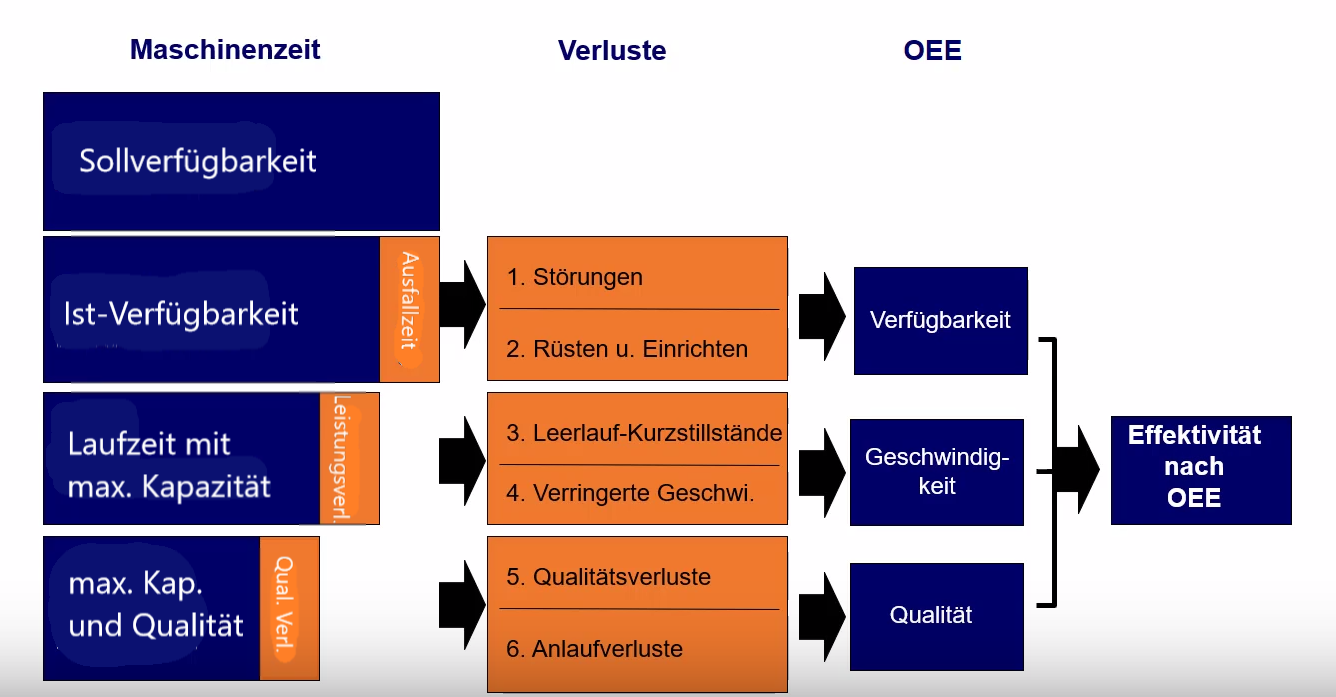 Maschinenzeit
Verluste
OEE
Sollverfügbarkeit
Ist-Verfügbarkeit
Ausfallzeit
1. Störungen
2. Rüsten u. Einrichten
Verfügbarkeit
Laufzeit mit
max. Kapazität
Leistungsverl.
3. Leerlauf-Kurzstillstände
4. Verringerte Geschwi.
Geschwindig-
keit
max. Kap.
und Qualität
Qual. Verl.
5. Qualitätsverluste
6. Anlaufverluste
Qualität
Effektivität
nach
OEE